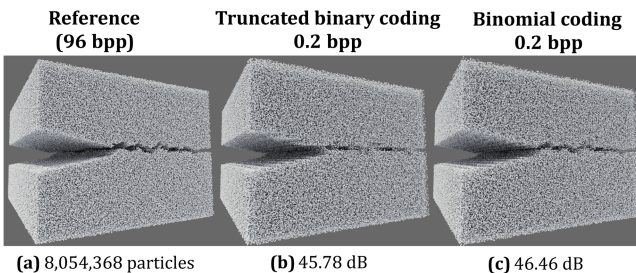 Reference
(96 bpp)
Truncated binary coding
0.2 bpp
Binomial coding
0.2 bpp
(a) 8,054,368 particles
(b) 45.78 dB
(c) 46.46 dB